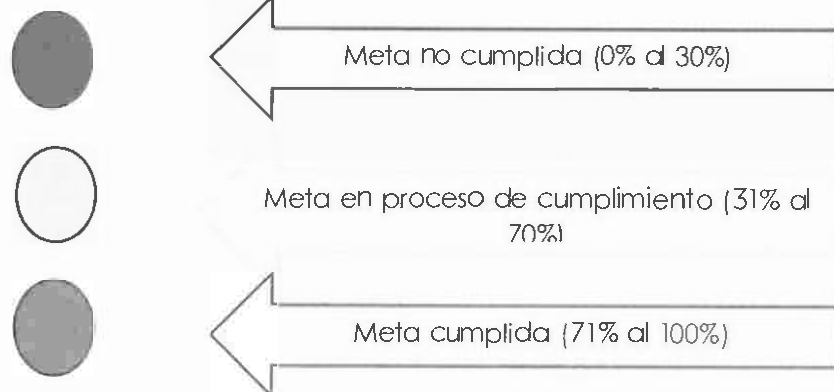 Meta no cumplida (0% al 30%)
Meta en proceso de cumplimiento (31% al
70%)
Meta cumplida (71% al 100%)